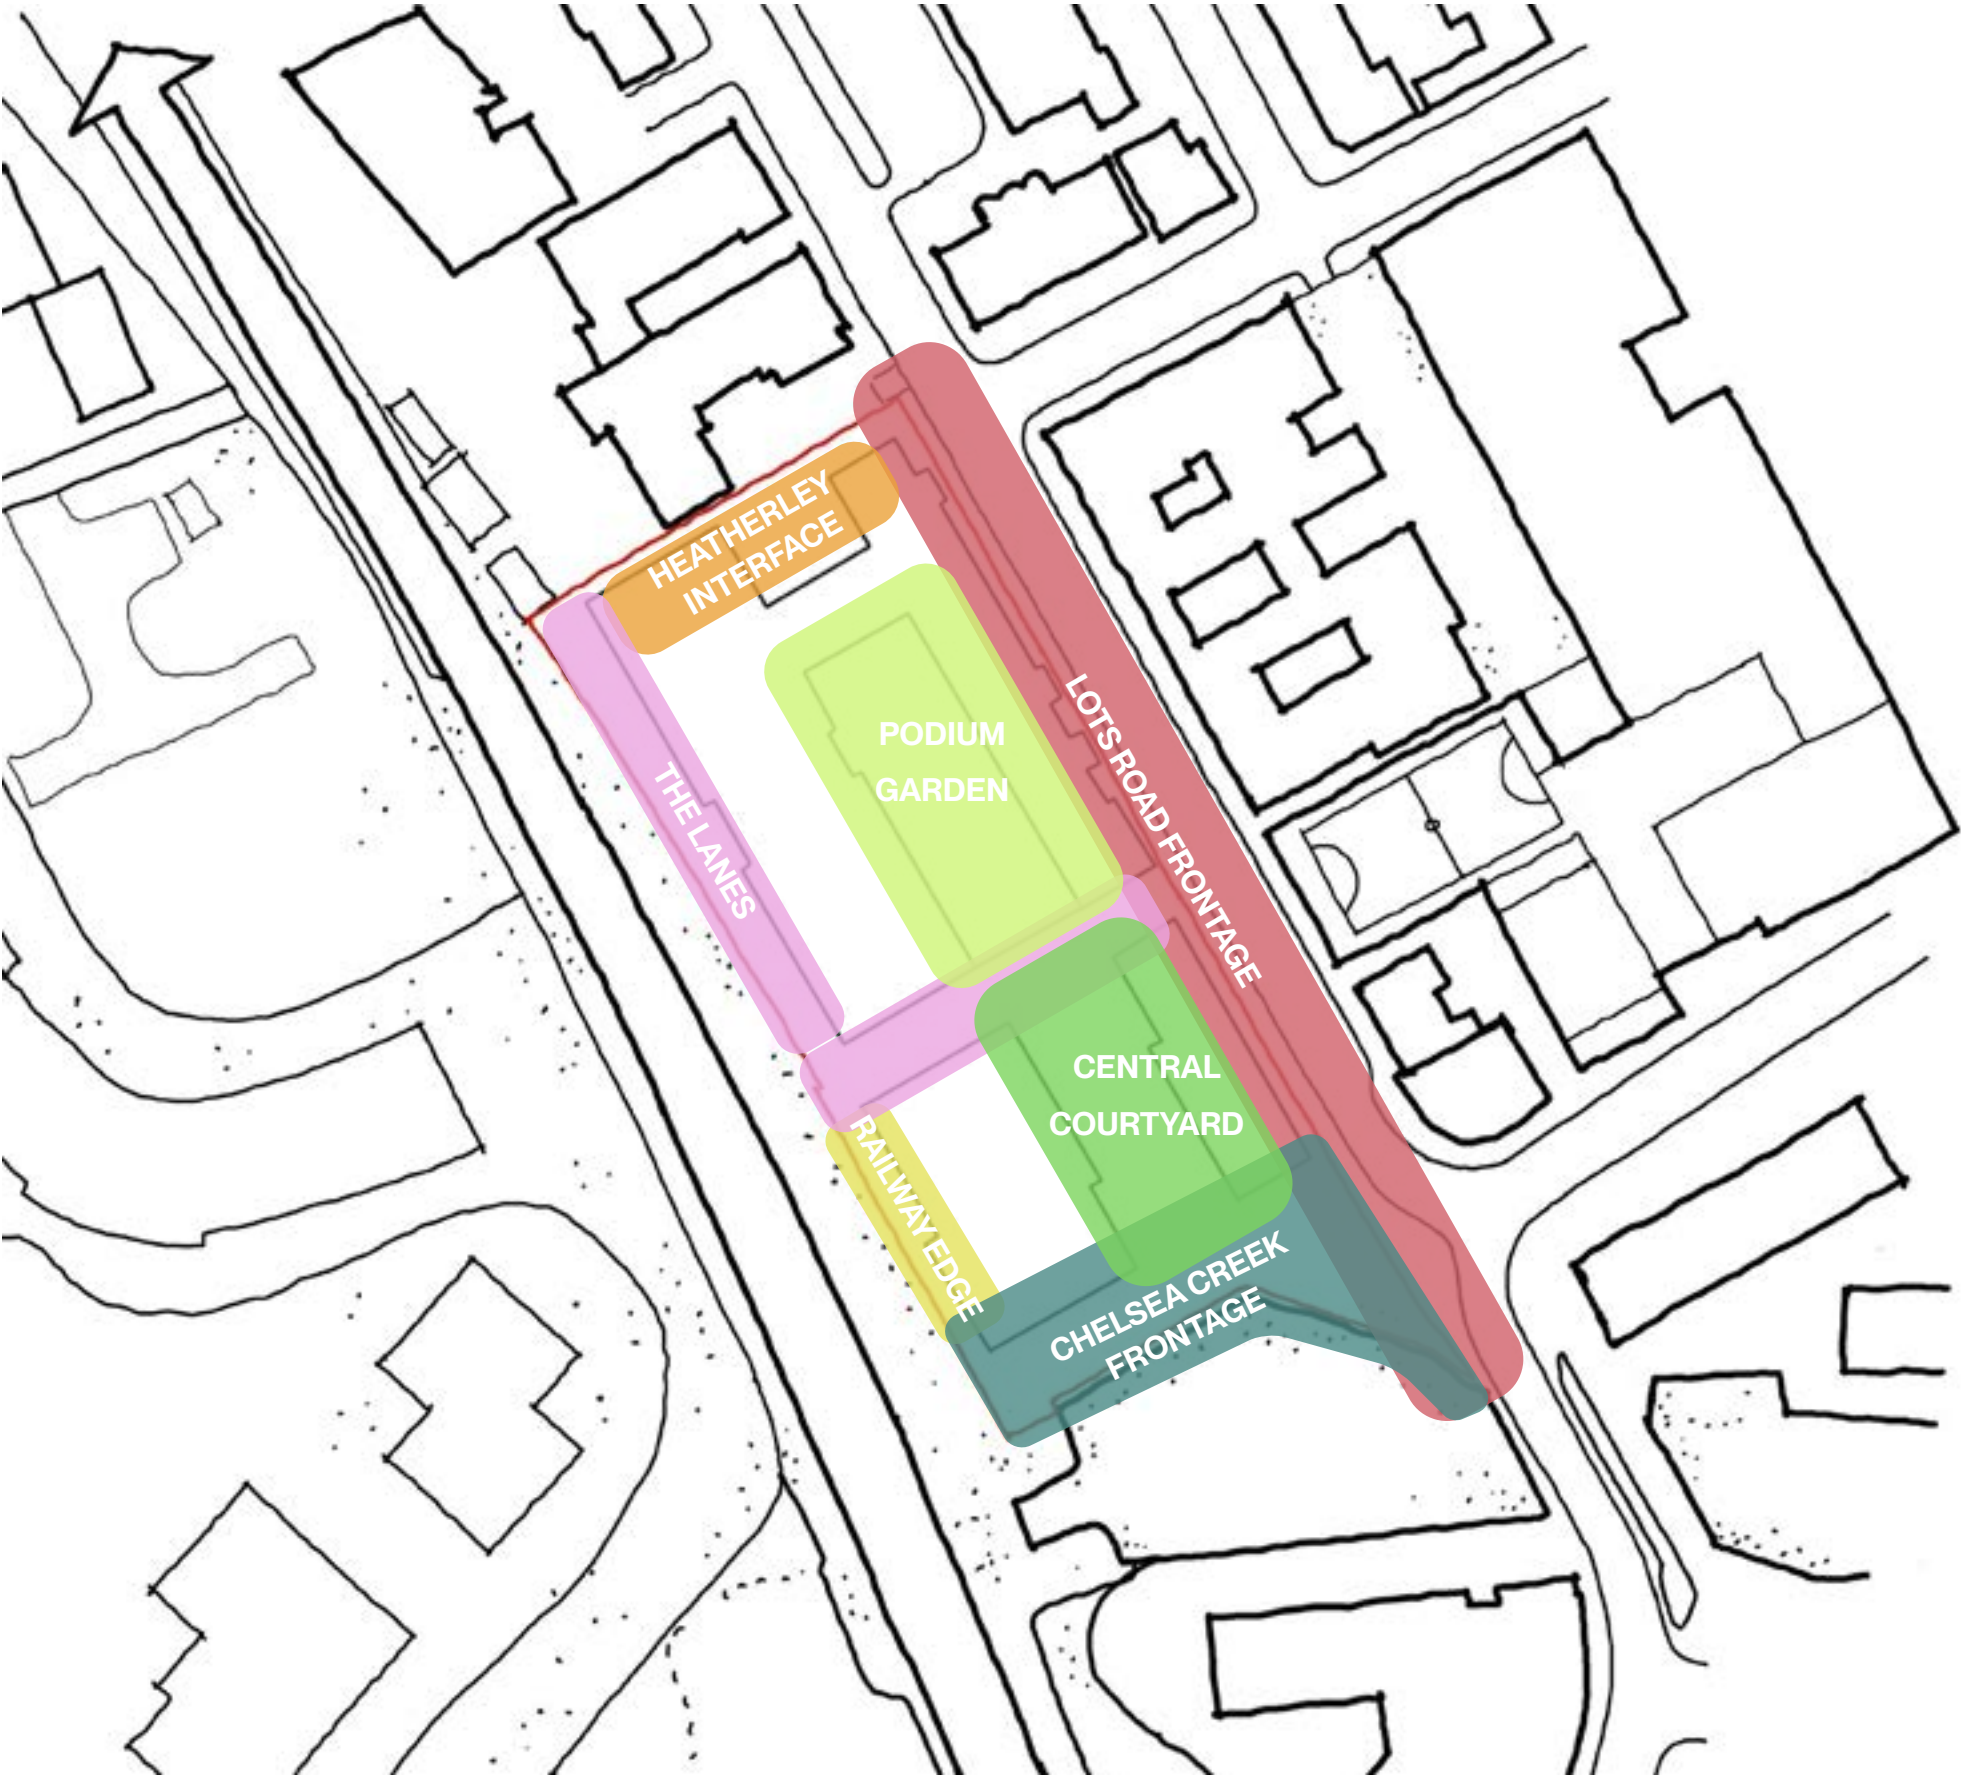 HEATHERLEY
INTERFACE
PODIUM
GARDEN
THE LANES
LOTS ROAD FRONTAGE
CENTRAL
COURTYARD
RAILWAY EDGE
CHELSEA CREEK
FRONTAGE